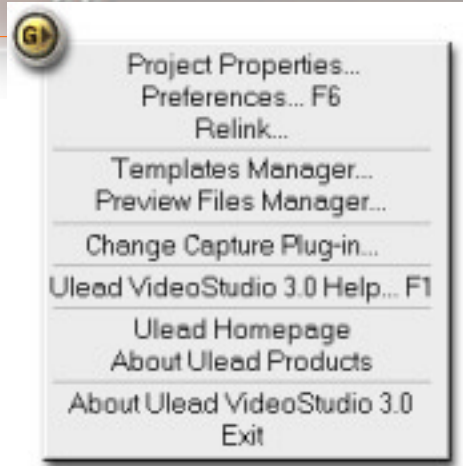 G
Project Properties...
Preferences... F6
Relink...
Templates Manager...
Preview Files Manager...
Change Capture Plug-in...
Ulead VideoStudio 3.0 Help... F1
Ulead Homepage
About Ulead Products
About Ulead VideoStudio 3.0
Exit